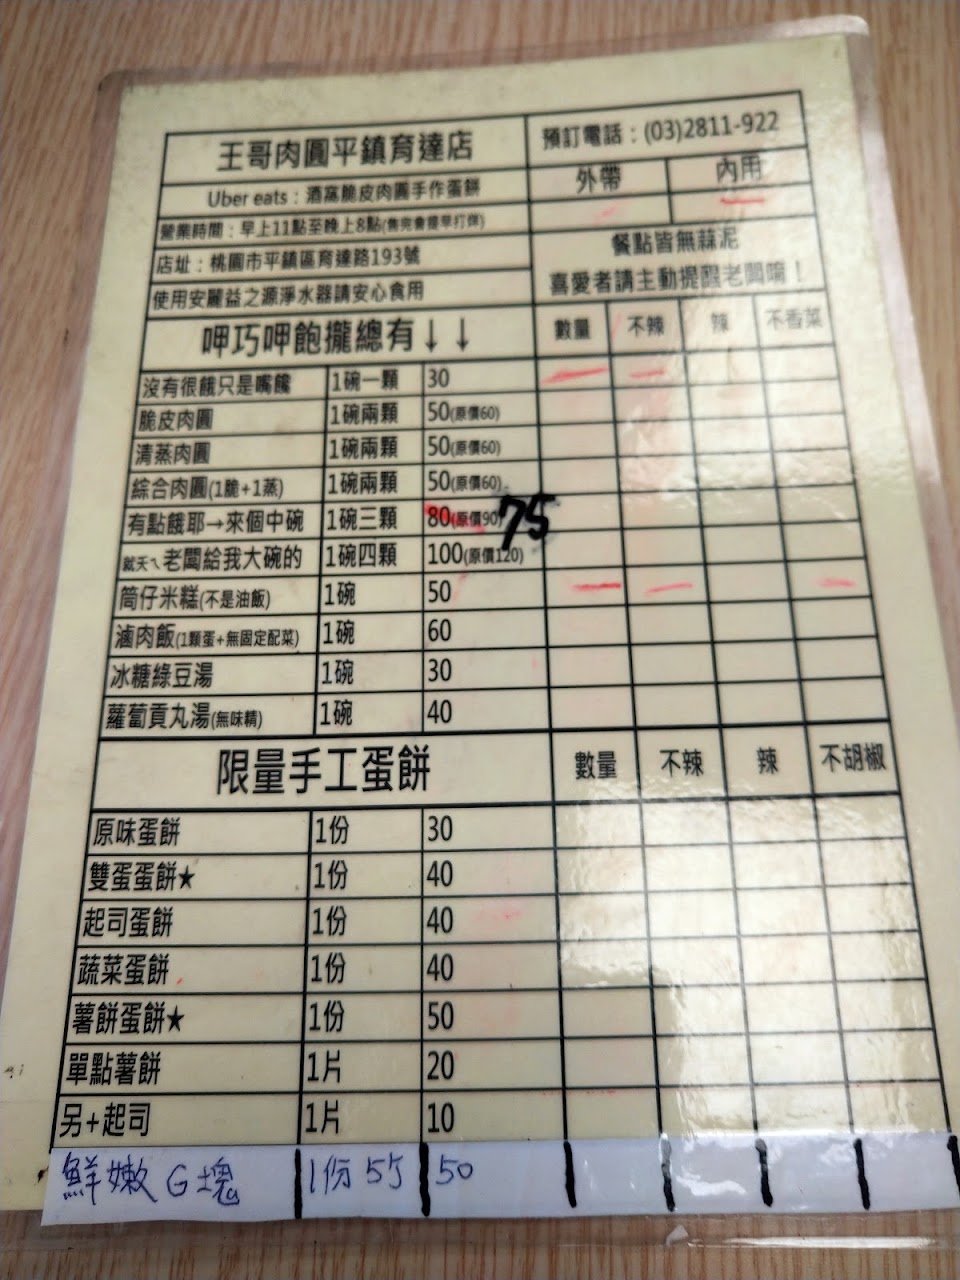 王哥肉圓平鎮育達店
預訂電話：(03)2811-922
Uber eats：酒窩脆皮肉圓手作蛋餅
外帶 內用
營業時間：早上11點至晚上8點(售完會提早打烊)
店址：桃園市平鎮區育達路193號
使用安麗益之源淨水器請安心食用
餐點皆無蒜泥
喜愛者請主動提醒老闆唷！
呷巧呷飽攏總有↓↓ 數量 不辣 辣 不香菜
沒有很餓只是嘴饞 1碗一顆 30
脆皮肉圓 1碗兩顆 50(原價60)
清蒸肉圓 1碗兩顆 50(原價60)
綜合肉圓(1脆+1蒸) 1碗兩顆 50(原價60)
有點餓耶→來個中碗 1碗三顆 80(原價90) 75
老闆給我大碗的 1碗四顆 100(原價120)
筒仔米糕(不是油飯) 1碗 50
滷肉飯(1顆蛋+無固定配菜) 1碗 60
冰糖綠豆湯 1碗 30
蘿蔔貢丸湯(無味精) 1碗 40
限量手工蛋餅 數量 不辣 辣 不胡椒
原味蛋餅 1份 30
雙蛋蛋餅★ 1份 40
起司蛋餅 1份 40
蔬菜蛋餅 1份 40
薯餅蛋餅★ 1份 50
單點薯餅 1片 20
另+起司 1片 10
鮮嫩G塊 1份 5ㄎ 50